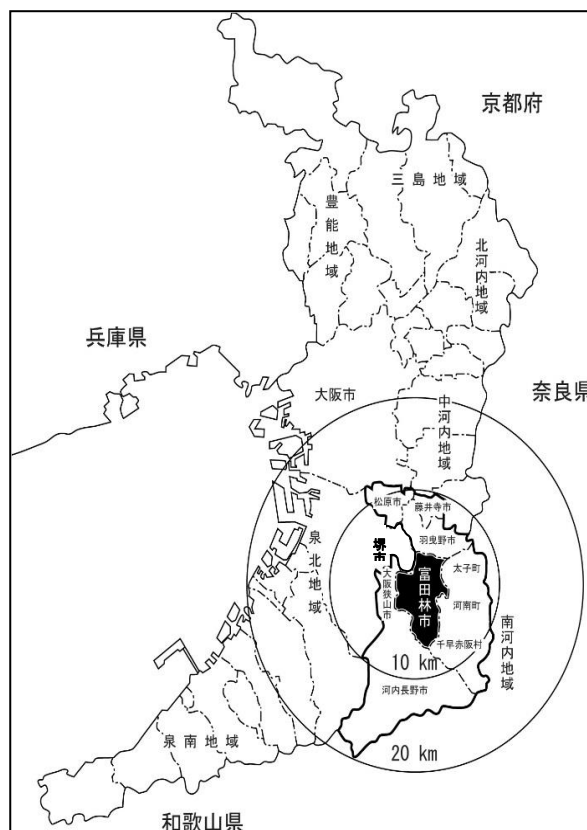 京都府
三島地域
豊能地域
北河内地域
兵庫県
大阪市
奈良県
中河内地域
松原市
藤井寺市
羽曳野市
堺市
泉北地域
太子町
大阪狭山市
富田林市
河南町
千早赤阪村
南河内地域
10 km
河内長野市
泉南地域
20 km
和歌山県